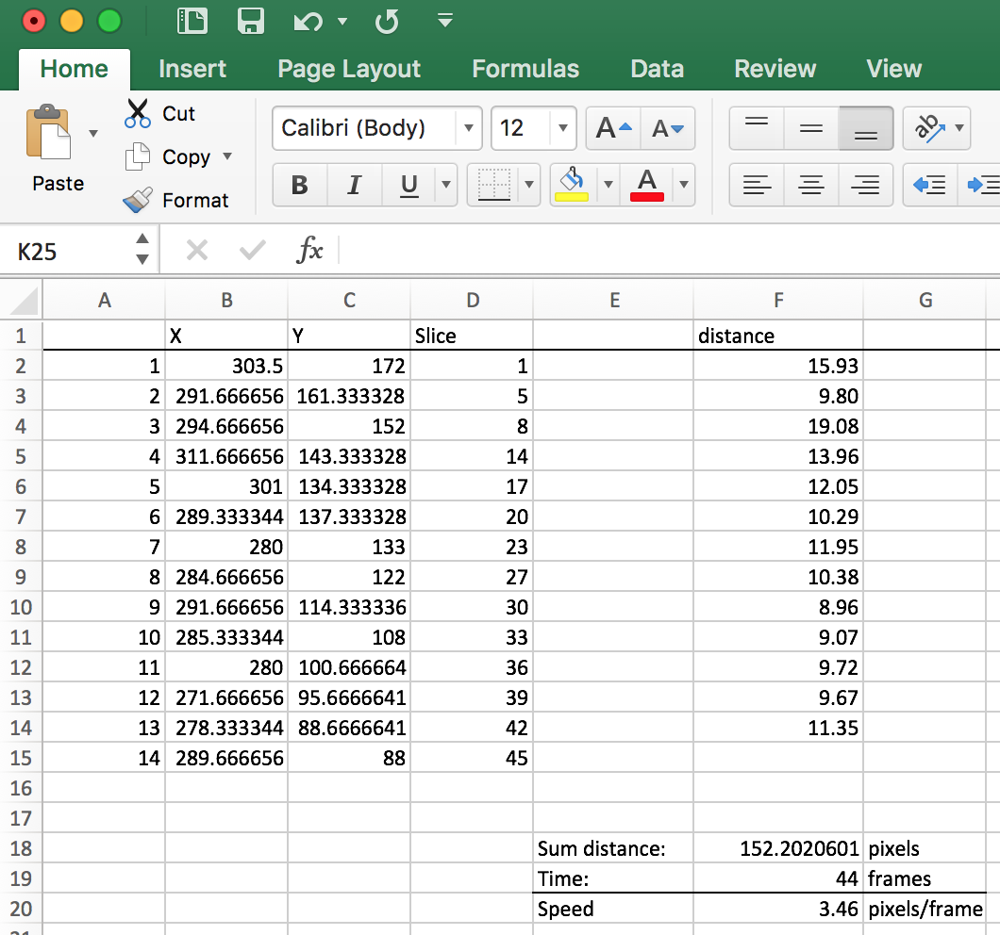 Home Insert Page Layout Formulas Data Review View
Paste
Cut
Copy
Format
Calibri (Body) 12 A A
B I U A ab
K25 fx
A B C D E F G
1 X Y Slice distance
2 1 303.5 172 1 15.93
3 2 291.666656 161.333328 5 9.80
4 3 294.666656 152 8 19.08
5 4 311.666656 143.333328 14 13.96
6 5 301 134.333328 17 12.05
7 6 289.333344 137.333328 20 10.29
8 7 280 133 23 11.95
9 8 284.666656 122 27 10.38
10 9 291.666656 114.333336 30 8.96
11 10 285.333344 108 33 9.07
12 11 280 100.666664 36 9.72
13 12 271.666656 95.6666641 39 9.67
14 13 278.333344 88.6666641 42 11.35
15 14 289.666656 88 45
16
17
18 Sum distance: 152.2020601 pixels
19 Time: 44 frames
20 Speed 3.46 pixels/frame